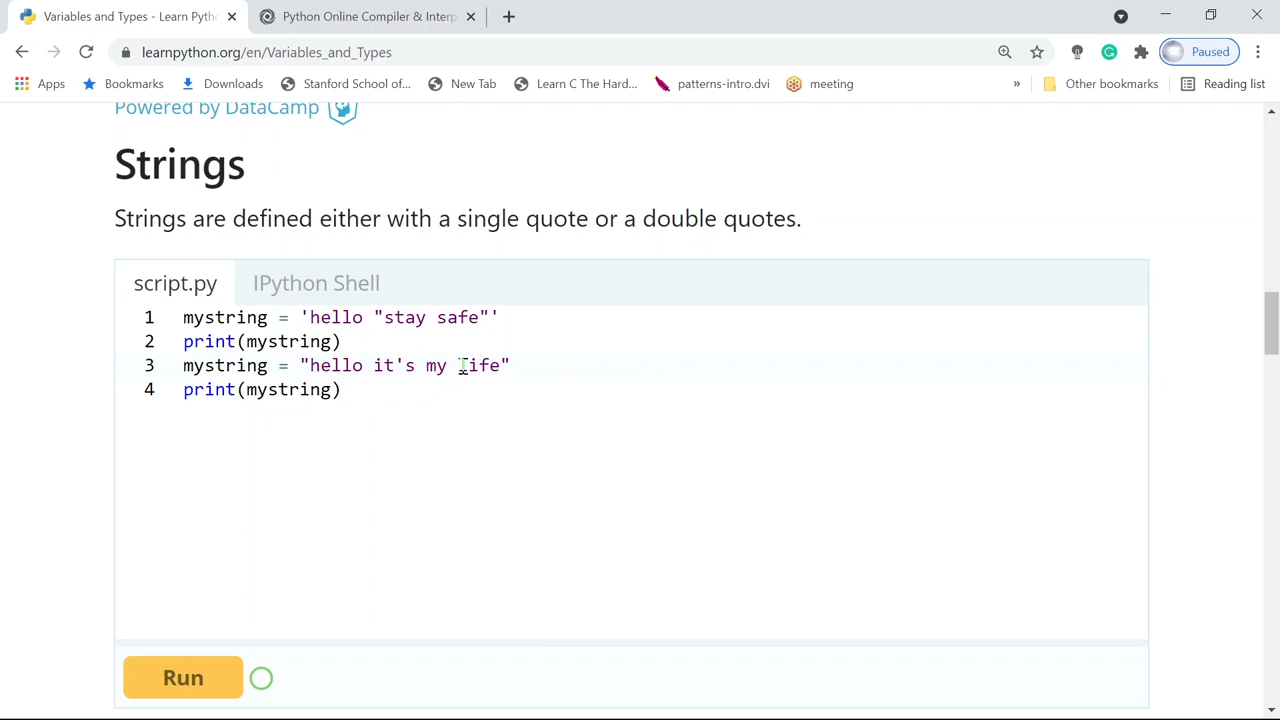 Variables and Types - Learn Pyth
Python Online Compiler & Interp
learnpython.org/en/Variables_and_Types
Paused
Apps
Bookmarks
Downloads
Stanford School of...
New Tab
Learn C The Hard...
patterns-intro.dvi
meeting
»
Other bookmarks
Reading list
Powered by DataCamp
Strings
Strings are defined either with a single quote or a double quotes.
script.py
IPython Shell
1 mystring = 'hello "stay safe"'
2 print(mystring)
3 mystring = "hello it's my life"
4 print(mystring)
Run